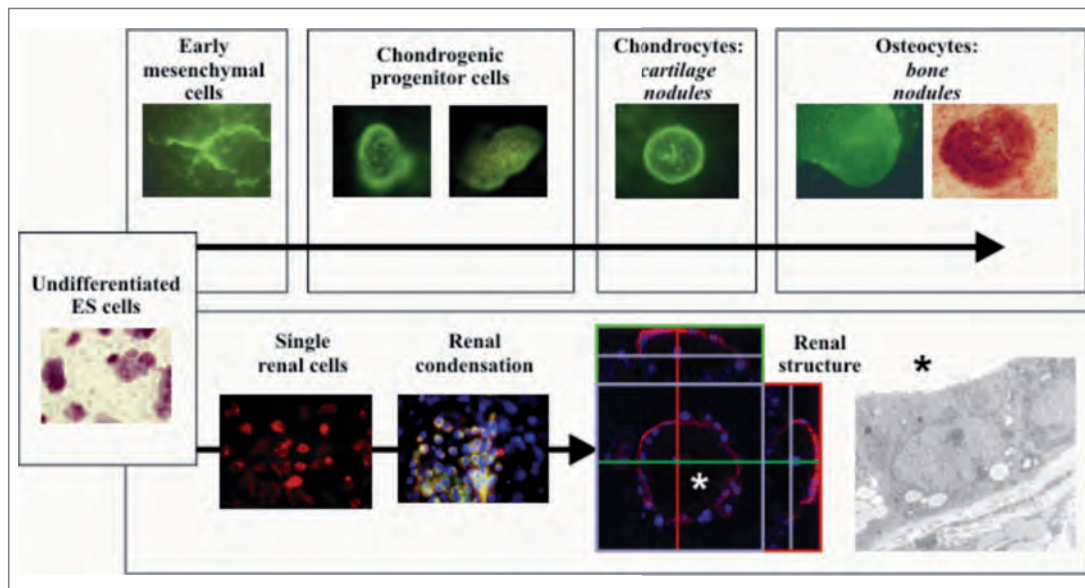 Early
mesenchymal
cells
Chondrogenic
progenitor cells
Chondrocytes:
cartilage
nodules
Osteocytes:
bone
nodules
Undifferentiated
ES cells
Single
renal cells
Renal
condensation
Renal
structure
*
*